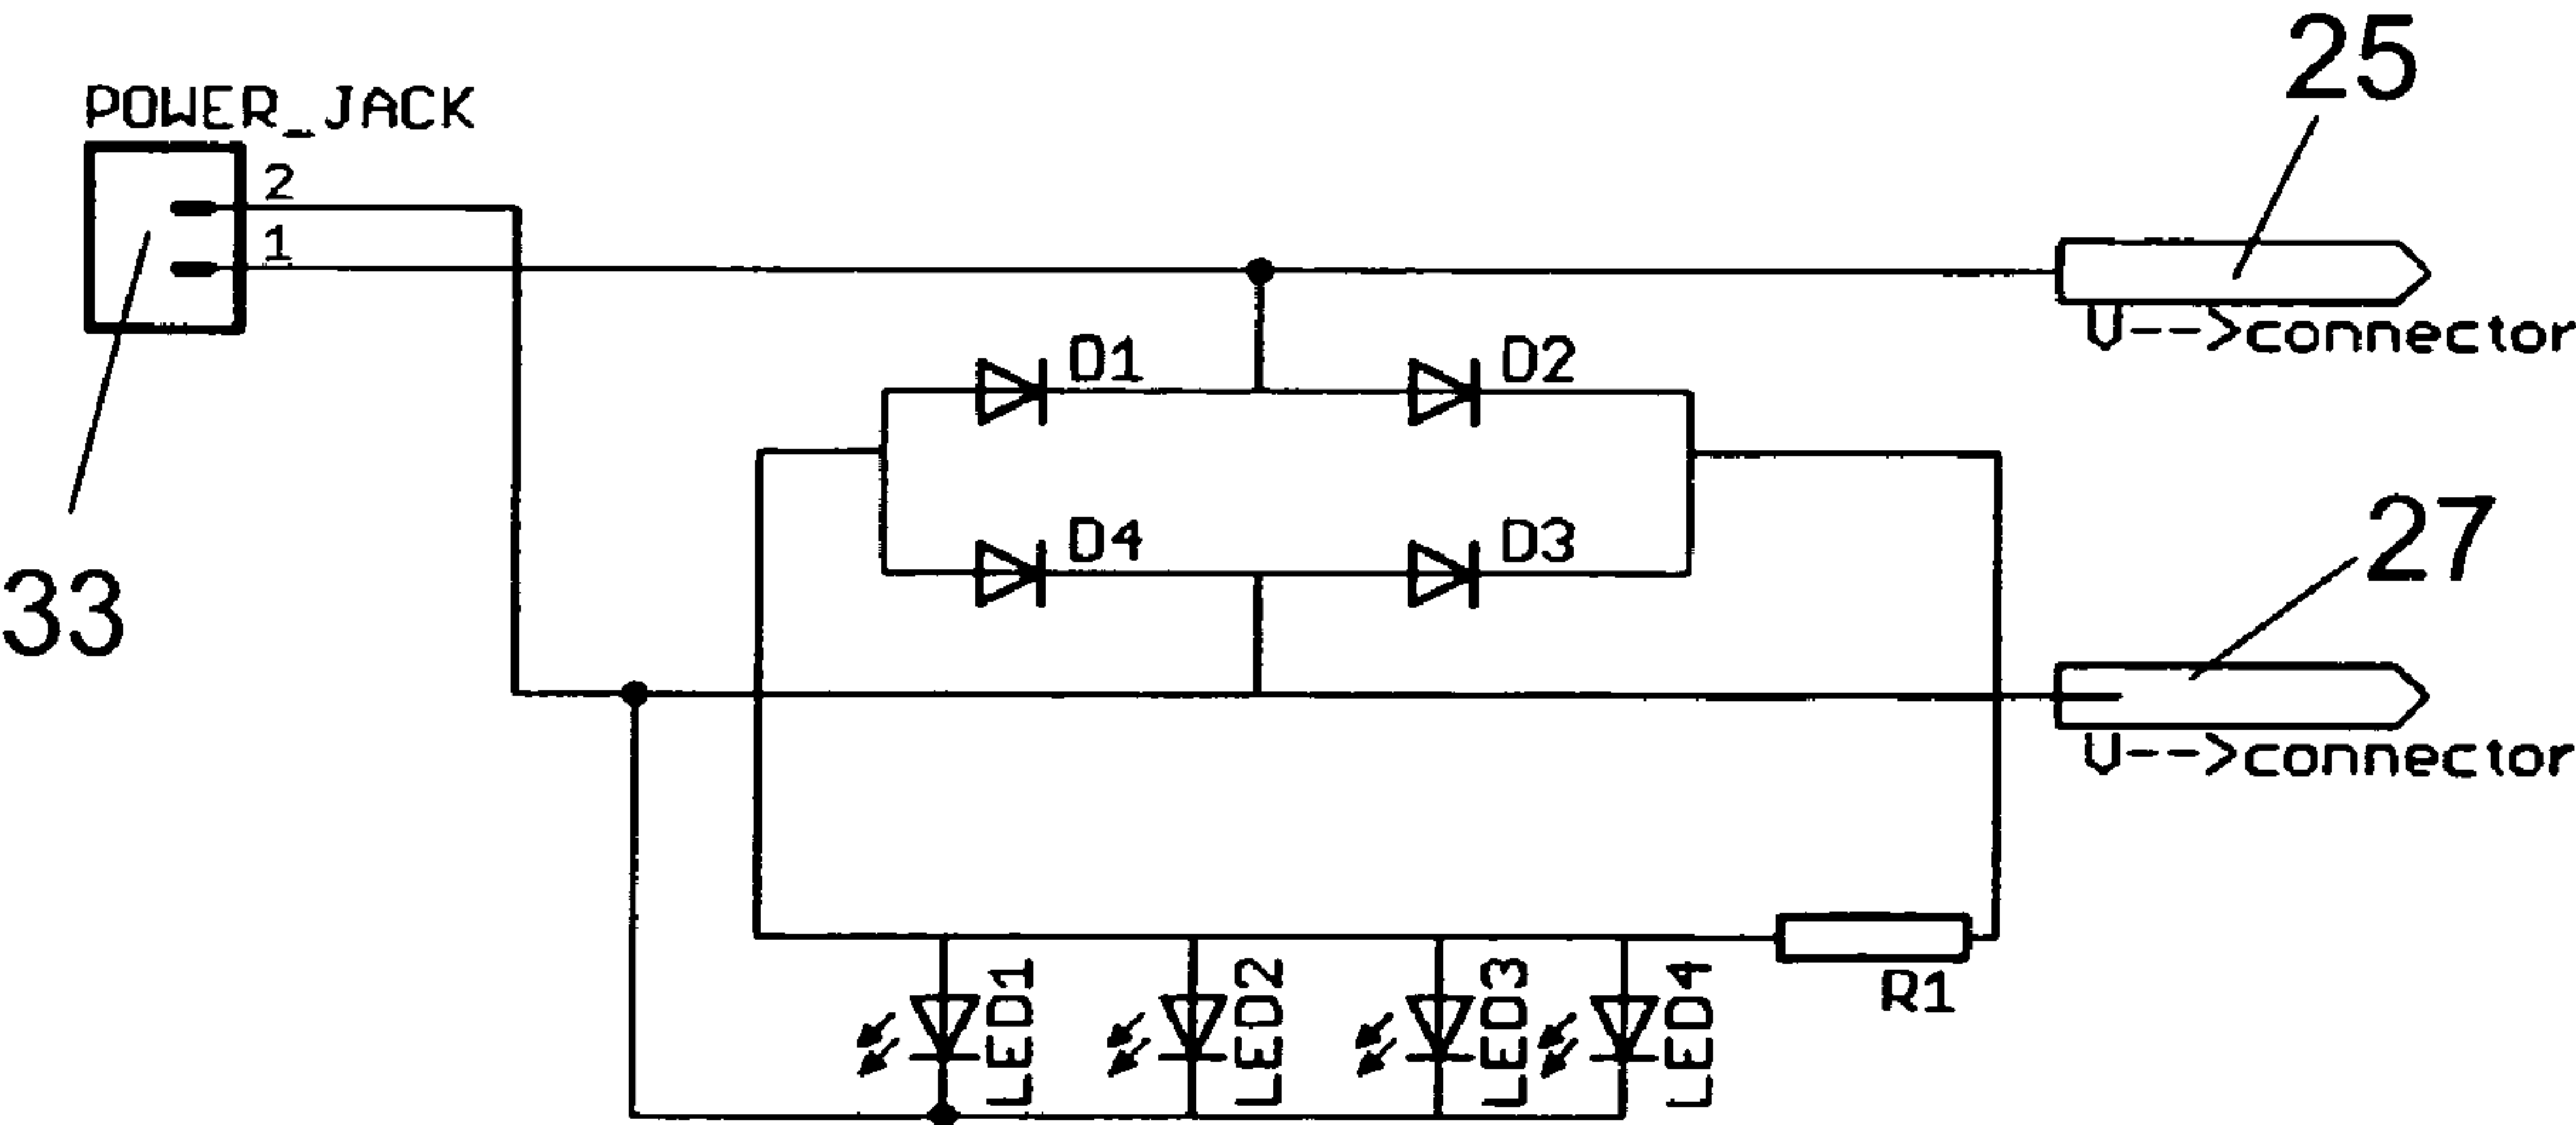 25
POWER_JACK
2
1
V-->connector
D1
D2
D4
D3
27
33
V-->connector
LED1
LED2
LED3
LED4
R1